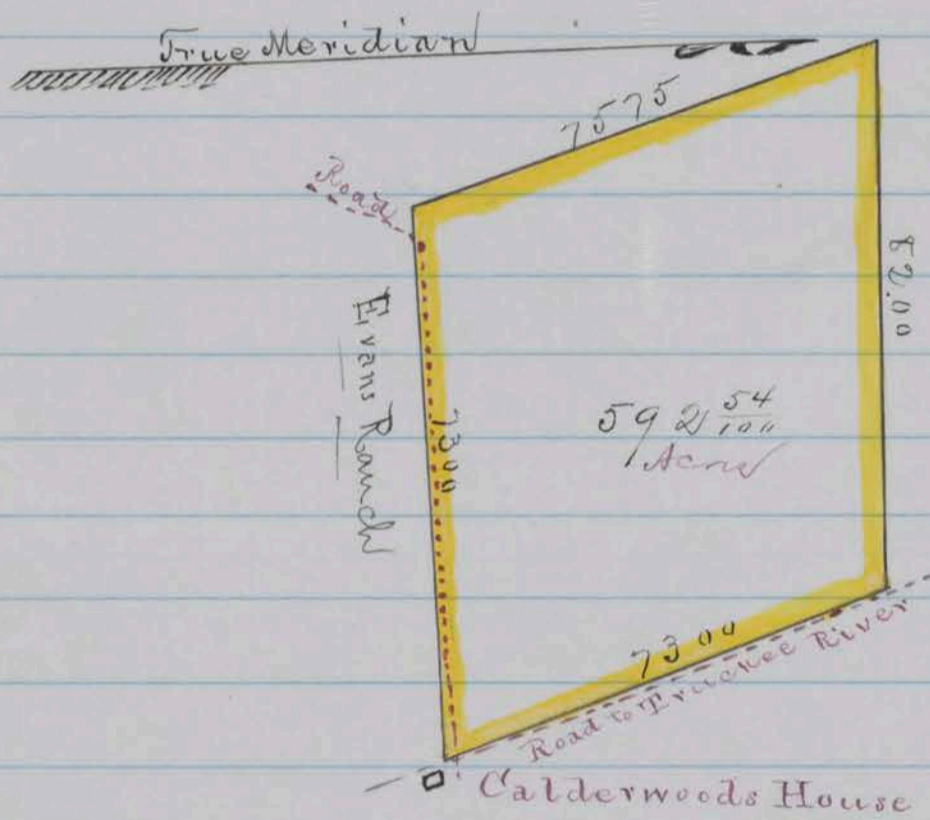 True Meridian
7575
Road
82.00
Evans Ranch
7300
592 54/100
Acres
7300
Road to Truckee River
Calderwoods House